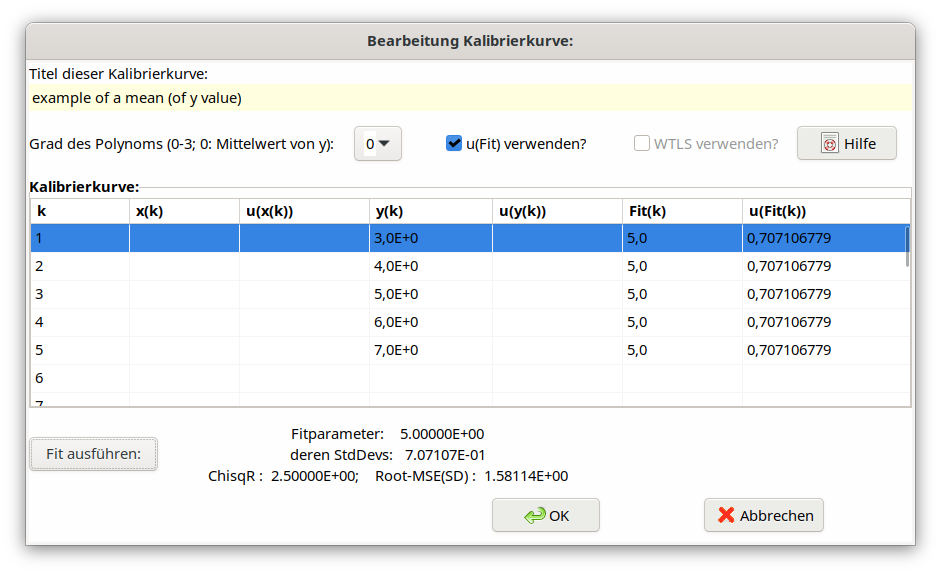 Bearbeitung Kalibrierkurve:
Titel dieser Kalibrierkurve:
example of a mean (of y value)
Grad des Polynoms (0-3; 0: Mittelwert von y): 0 u(Fit) verwenden? WTLS verwenden? Hilfe
Kalibrierkurve:
k x(k) u(x(k)) y(k) u(y(k)) Fit(k) u(Fit(k))
1 3,0E+0 5,0 0,707106779
2 4,0E+0 5,0 0,707106779
3 5,0E+0 5,0 0,707106779
4 6,0E+0 5,0 0,707106779
5 7,0E+0 5,0 0,707106779
6
7
Fitparameter: 5.00000E+00
Fit ausführen: deren StdDevs: 7.07107E-01
ChisqR : 2.50000E+00; Root-MSE(SD) : 1.58114E+00
OK Abbrechen